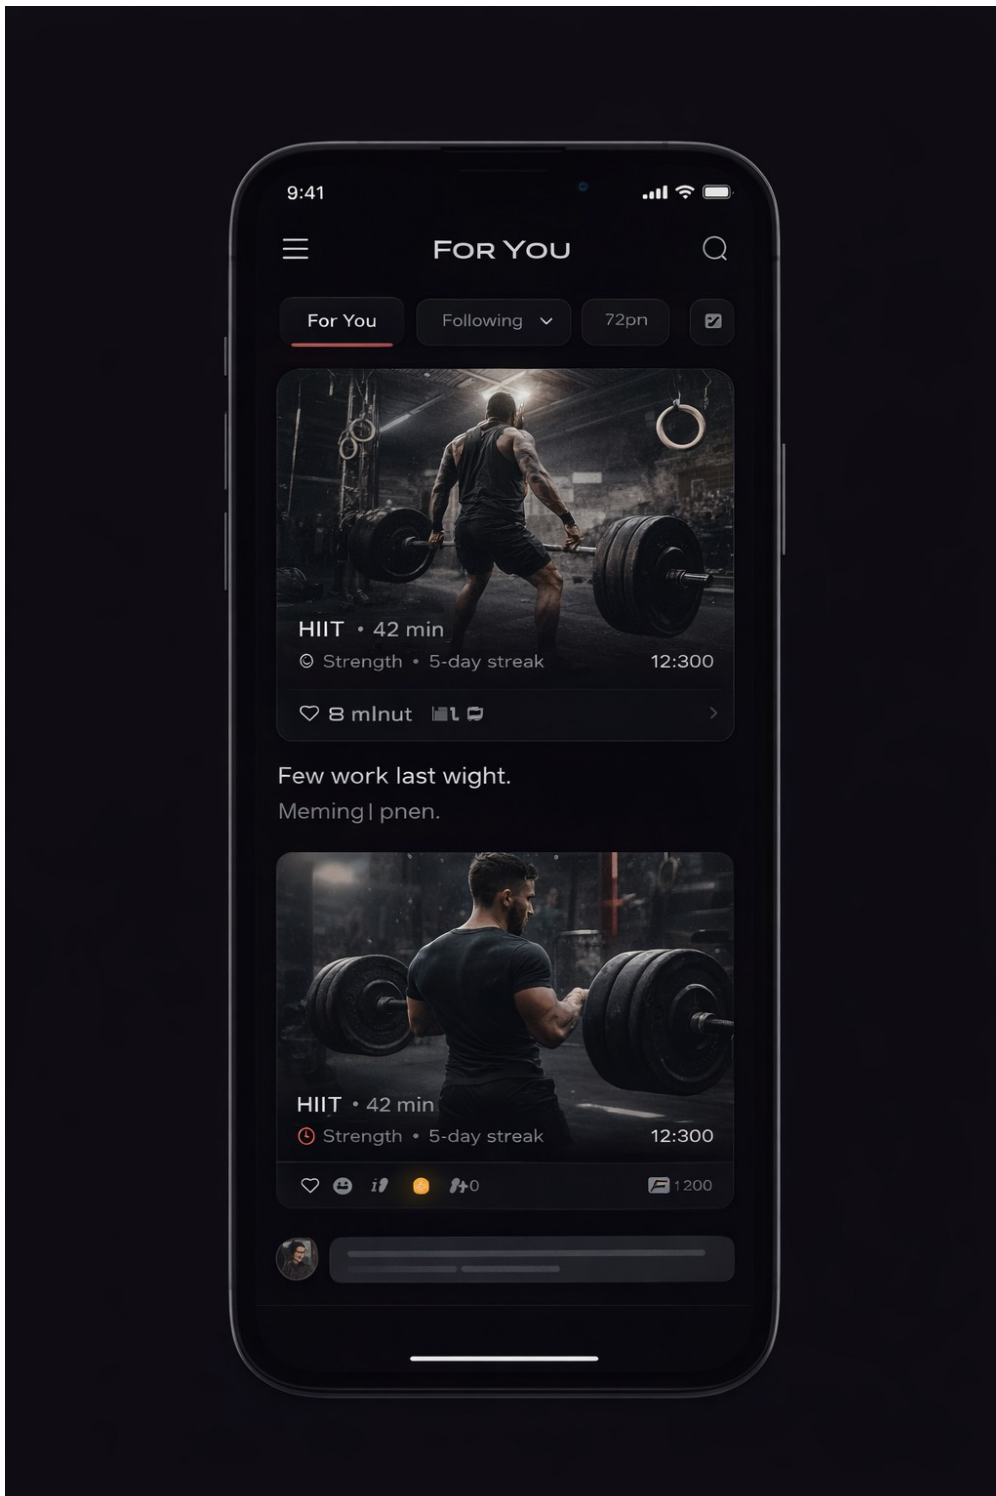 9:41
FOR YOU
For You Following 72pn
HIIT • 42 min
Strength • 5-day streak 12:300
8 mlnut
Few work last wight.
Meming| pnen.
HIIT • 42 min
Strength • 5-day streak 12:300
0 1200